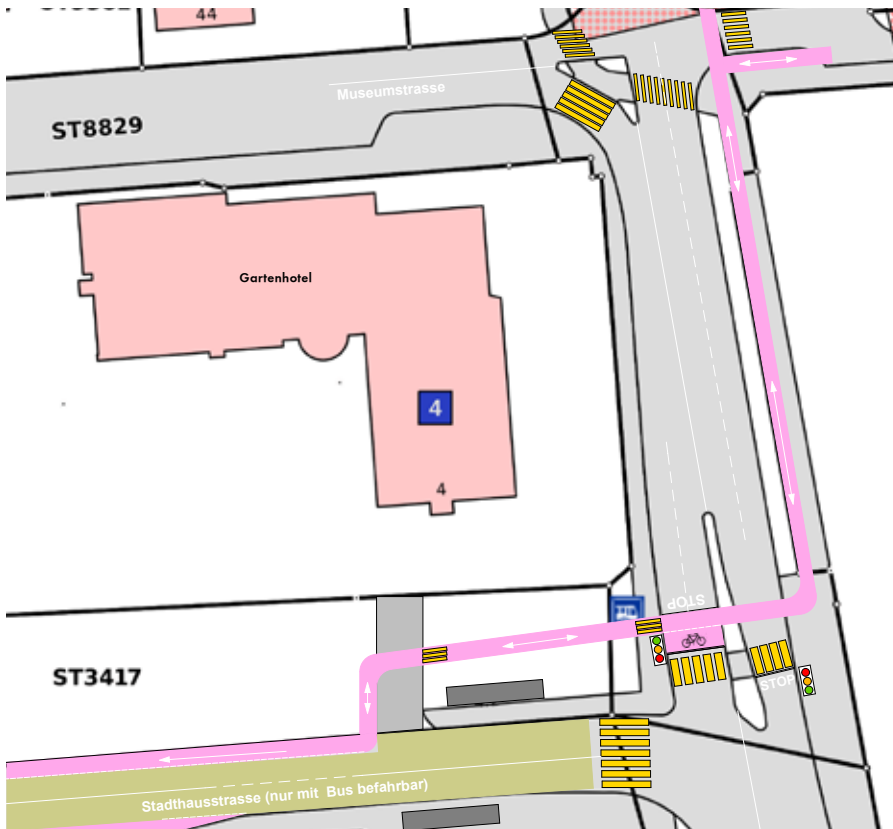 44
Museumstrasse
ST8829
Gartenhotel
4
4
STOP
ST3417
STOP
Stadthausstrasse (nur mit Bus befahrbar)